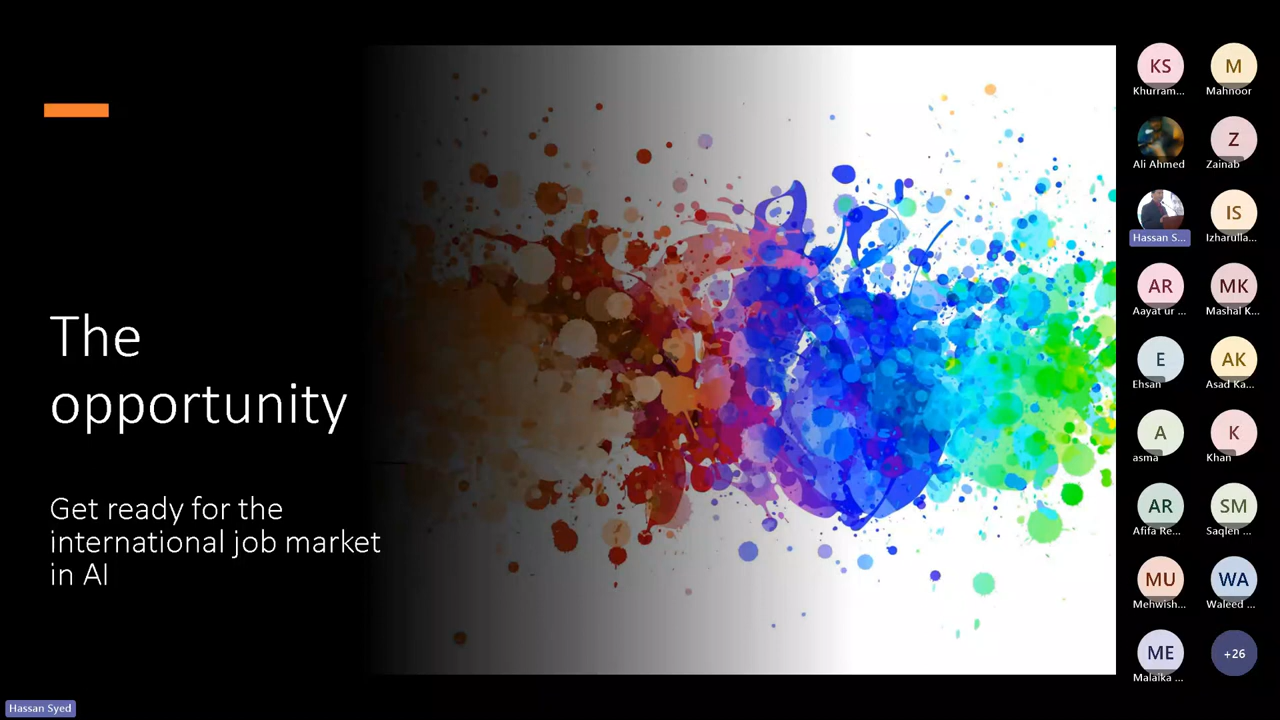 The
opportunity
Get ready for the
international job market
in AI
KS
Khurram...
M
Mahnoor
Ali Ahmed
Z
Zainab
Hassan S...
IS
Izharulla...
AR
Aayat ur ...
MK
Mashal K...
E
Ehsan
AK
Asad Ka...
A
asma
K
Khan
AR
Afifa Re...
SM
Saqlen ...
MU
Mehwish...
WA
Waleed ...
ME
Malaika ...
+26
Hassan Syed